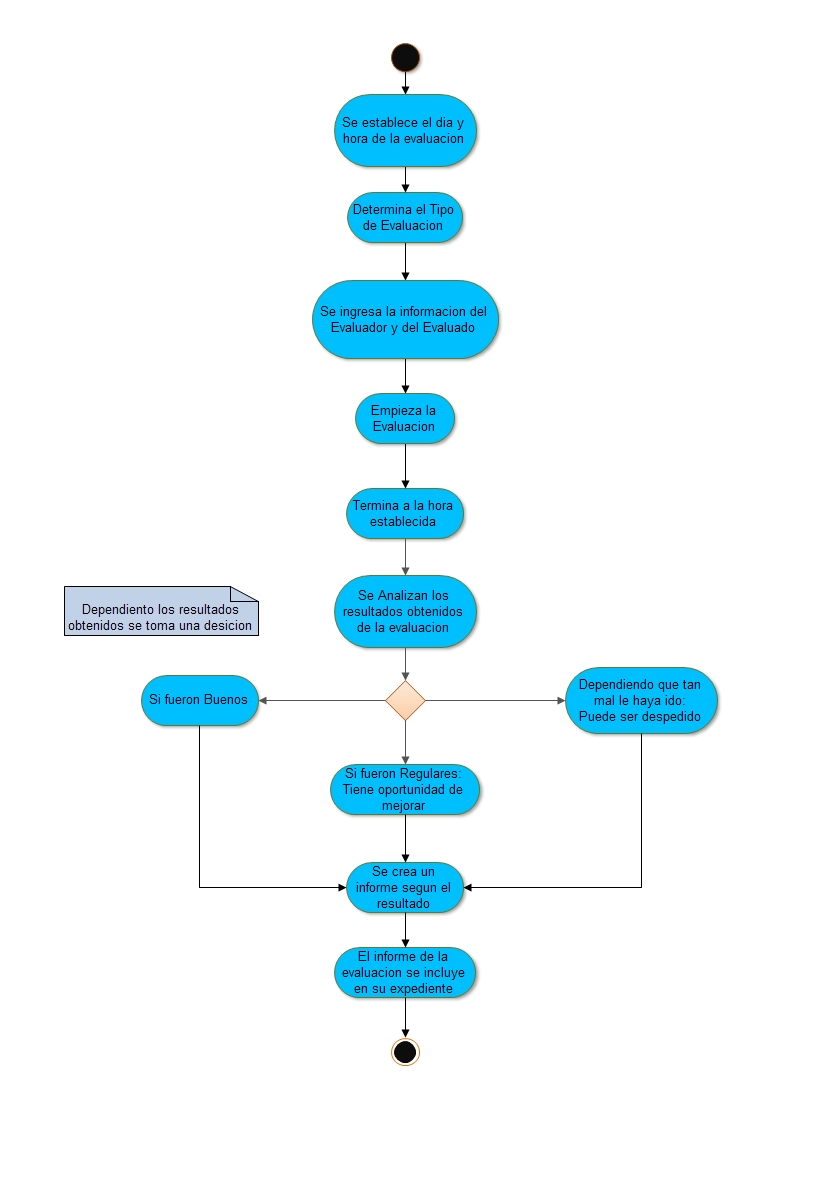 Se establece el dia y
hora de la evaluacion
Determina el Tipo
de Evaluacion
Se ingresa la informacion del
Evaluador y del Evaluado
Empieza la
Evaluacion
Termina a la hora
establecida
Se Analizan los
resultados obtenidos
de la evaluacion
Dependiento los resultados
obtenidos se toma una desicion
Si fueron Buenos
Dependiendo que tan
mal le haya ido:
Puede ser despedido
Si fueron Regulares:
Tiene oportunidad de
mejorar
Se crea un
informe segun el
resultado
El informe de la
evaluacion se incluye
en su expediente